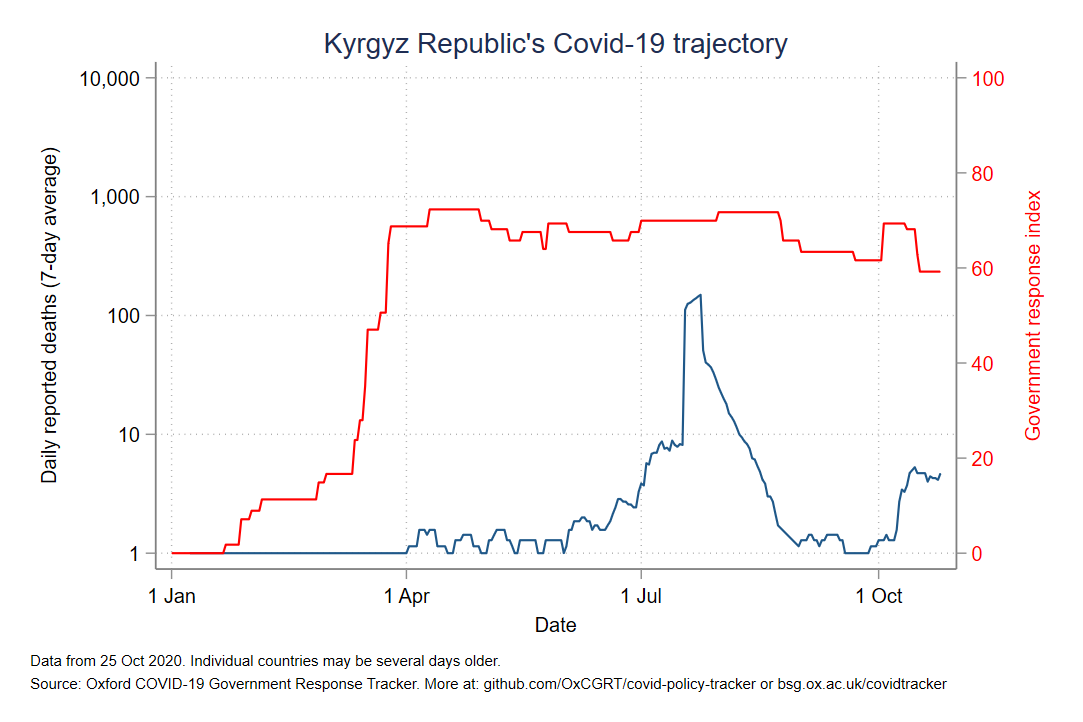 Kyrgyz Republic's Covid-19 trajectory
10,000
1,000
100
10
1
Daily reported deaths (7-day average)
100
80
60
40
20
0
Government response index
1 Jan
1 Apr
1 Jul
1 Oct
Date
Data from 25 Oct 2020. Individual countries may be several days older.
Source: Oxford COVID-19 Government Response Tracker. More at: github.com/OxCGRT/covid-policy-tracker or bsg.ox.ac.uk/covidtracker